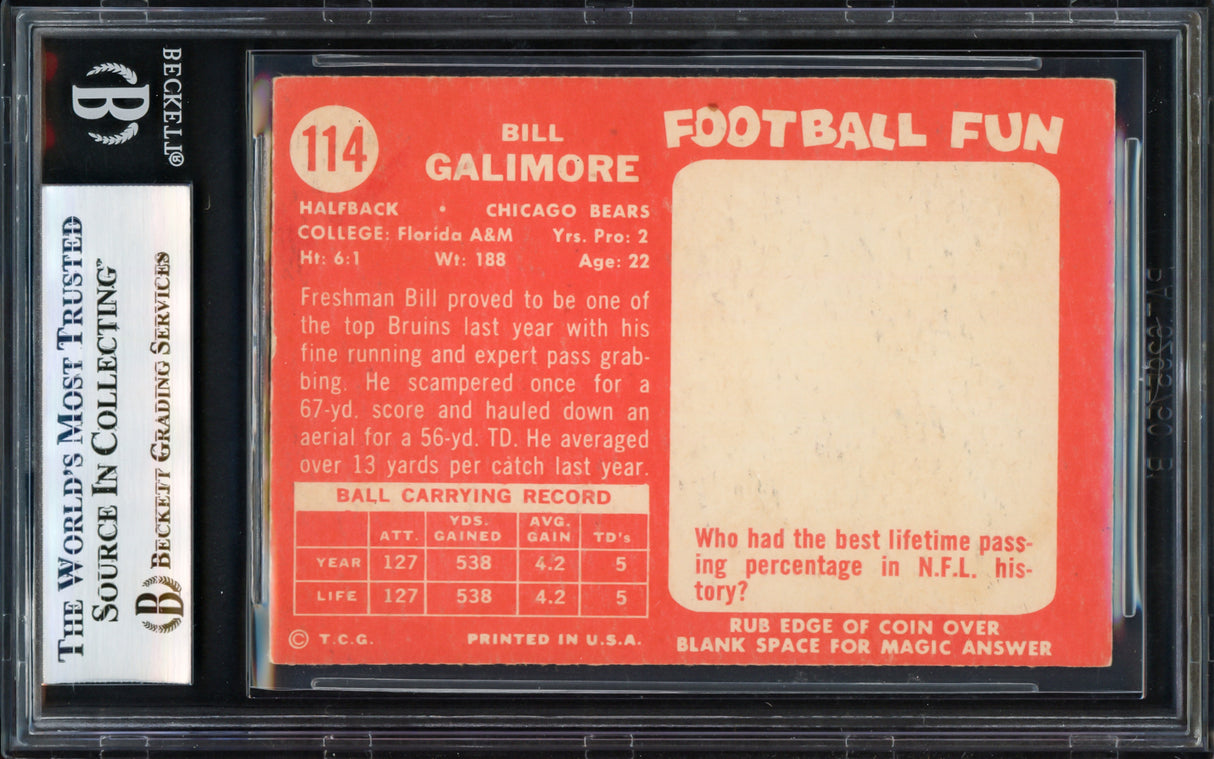 BECKETT®
B
THE WORLD'S MOST TRUSTED
SOURCE IN COLLECTING™
BECKETT GRADING SERVICES
114
BILL
GALIMORE
HALFBACK • CHICAGO BEARS
COLLEGE: Florida A&M Yrs. Pro: 2
Ht: 6:1 Wt: 188 Age: 22
Freshman Bill proved to be one of
the top Bruins last year with his
fine running and expert pass grab-
bing. He scampered once for a
67-yd. score and hauled down an
aerial for a 56-yd. TD. He averaged
over 13 yards per catch last year.
BALL CARRYING RECORD
ATT. YDS. GAINED AVG. GAIN TD's
YEAR 127 538 4.2 5
LIFE 127 538 4.2 5
© T.C.G. PRINTED IN U.S.A.
FOOTBALL FUN
Who had the best lifetime pass-
ing percentage in N.F.L. his-
tory?
RUB EDGE OF COIN OVER
BLANK SPACE FOR MAGIC ANSWER